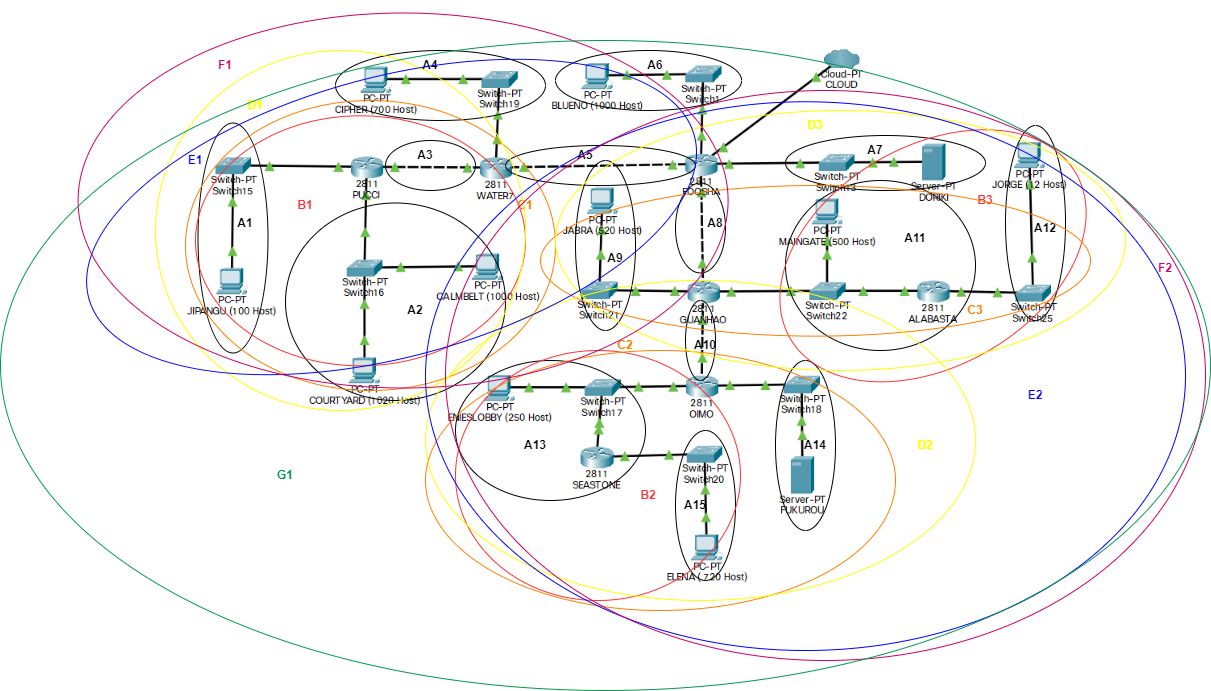 F1
A4
A6
PC-PT
CIPHER (700 Host)
Switch-PT
Switch19
PC-PT
BLUENO (1000 Host)
Switch-PT
Switch1
Cloud-PT
CLOUD
D1
D3
E1
A3
A5
A7
Switch-PT
Switch15
2811
PUCCI
2811
WATER7
2811
EDOSHA
Switch-PT
Server-PT
DORIKI
PC-PT
JORGE (12 Host)
B1
C1
B3
A1
PC-PT
JABRA (520 Host)
A8
PC-PT
MAINGATE (500 Host)
A11
A12
A9
F2
Switch-PT
Switch16
PC-PT
CALMBELT (1000 Host)
PC-PT
JIPANGU (100 Host)
A2
Switch-PT
Switch21
2811
GUANHAO
Switch-PT
Switch22
2811
ALABASTA
C3
Switch-PT
Switch25
A10
C2
PC-PT
COURTYARD (1020 Host)
PC-PT
ENIESLOBBY (250 Host)
Switch-PT
Switch17
2811
OIMO
Switch-PT
Switch18
E2
A13
A14
D2
2811
SEASTONE
Switch-PT
Switch20
G1
B2
A15
Server-PT
FUKUROU
PC-PT
ELENA (720 Host)